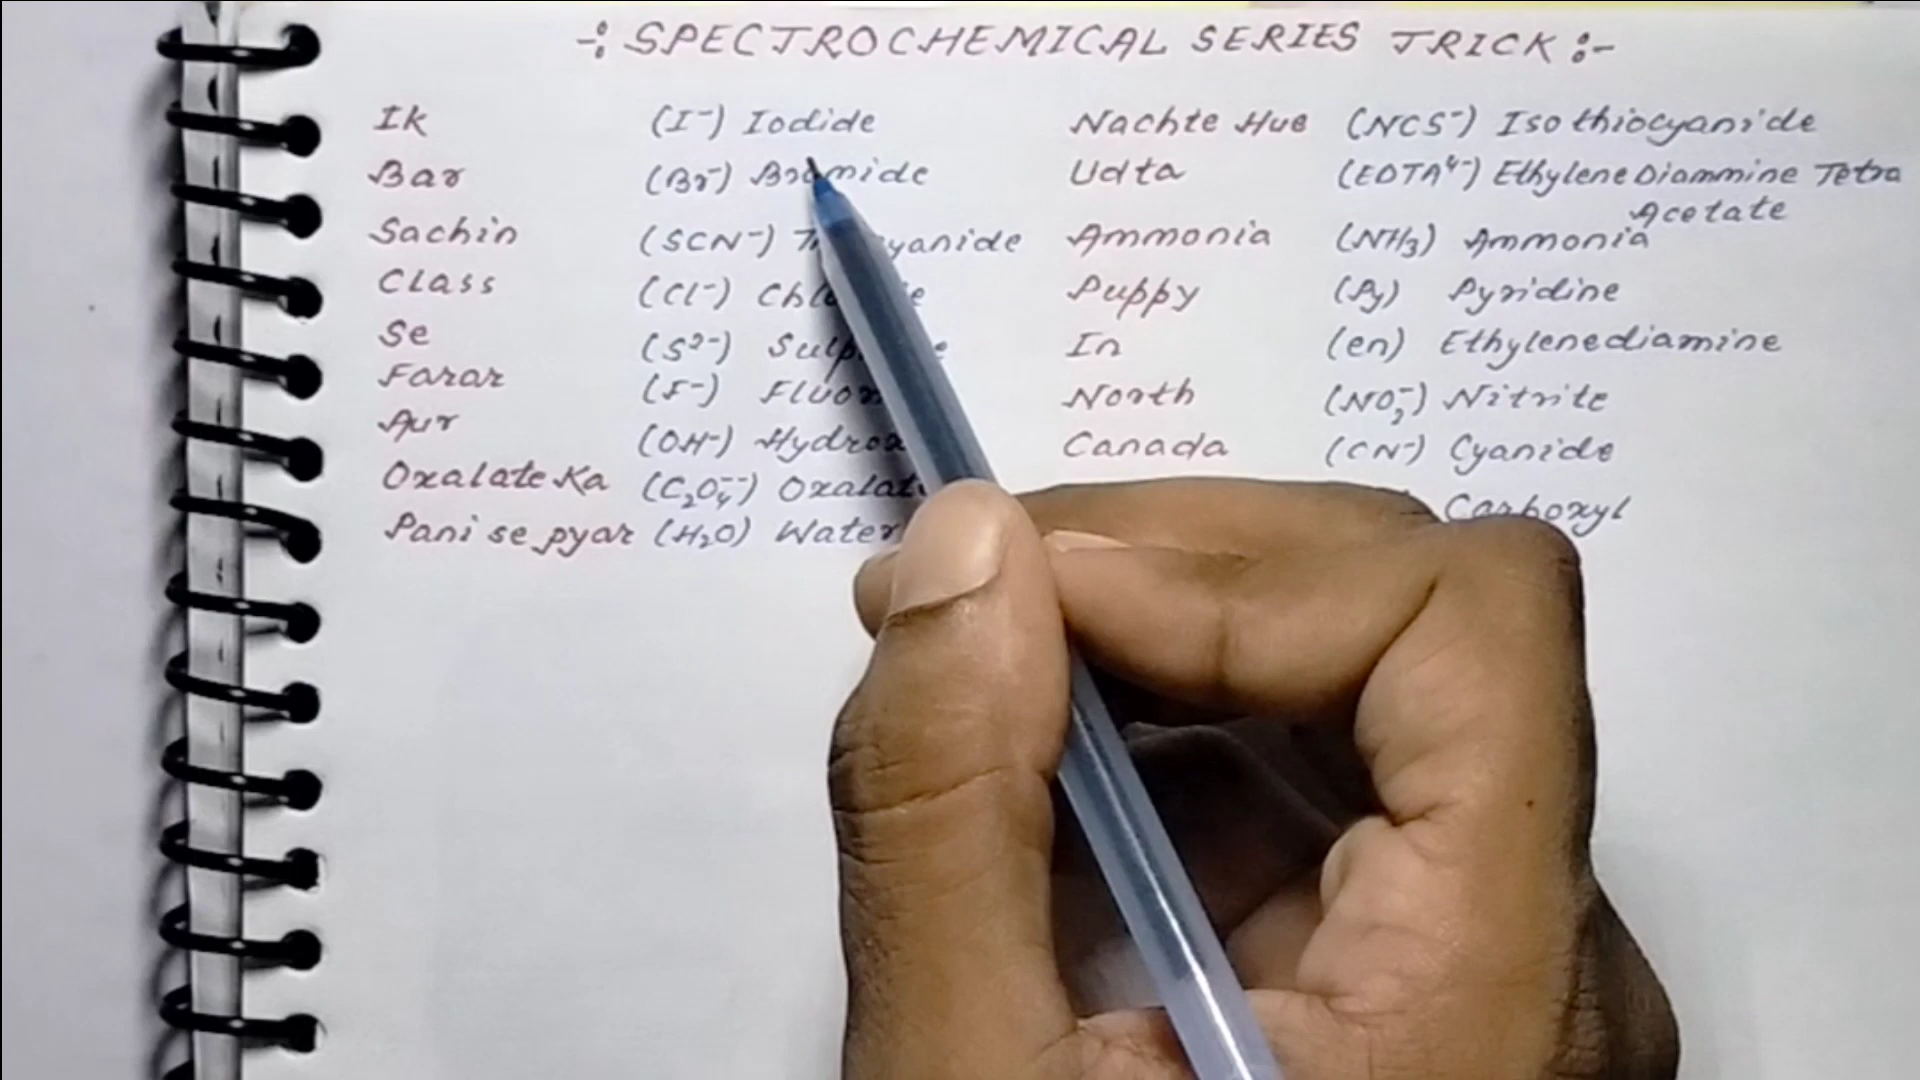 -: SPECTROCHEMICAL SERIES TRICK :-
Ik (I⁻) Iodide
Bar (Br⁻) Bromide
Sachin (SCN⁻)
Class (Cl⁻)
Se (S²⁻)
Farar (F⁻)
Aur (OH⁻)
Oxalate Ka (C₂O₄⁻⁻)
Pani se pyar (H₂O) Water
Nachte Hue (NCS⁻) Isothiocyanide
Udta (EDTA⁴⁻) Ethylene Diammine Tetra
Acetate
Ammonia (NH₃) Ammonia
Puppy (Py) Pyridine
In (en) Ethylenediamine
North (NO₂⁻) Nitrite
Canada (CN⁻) Cyanide
Carboxyl